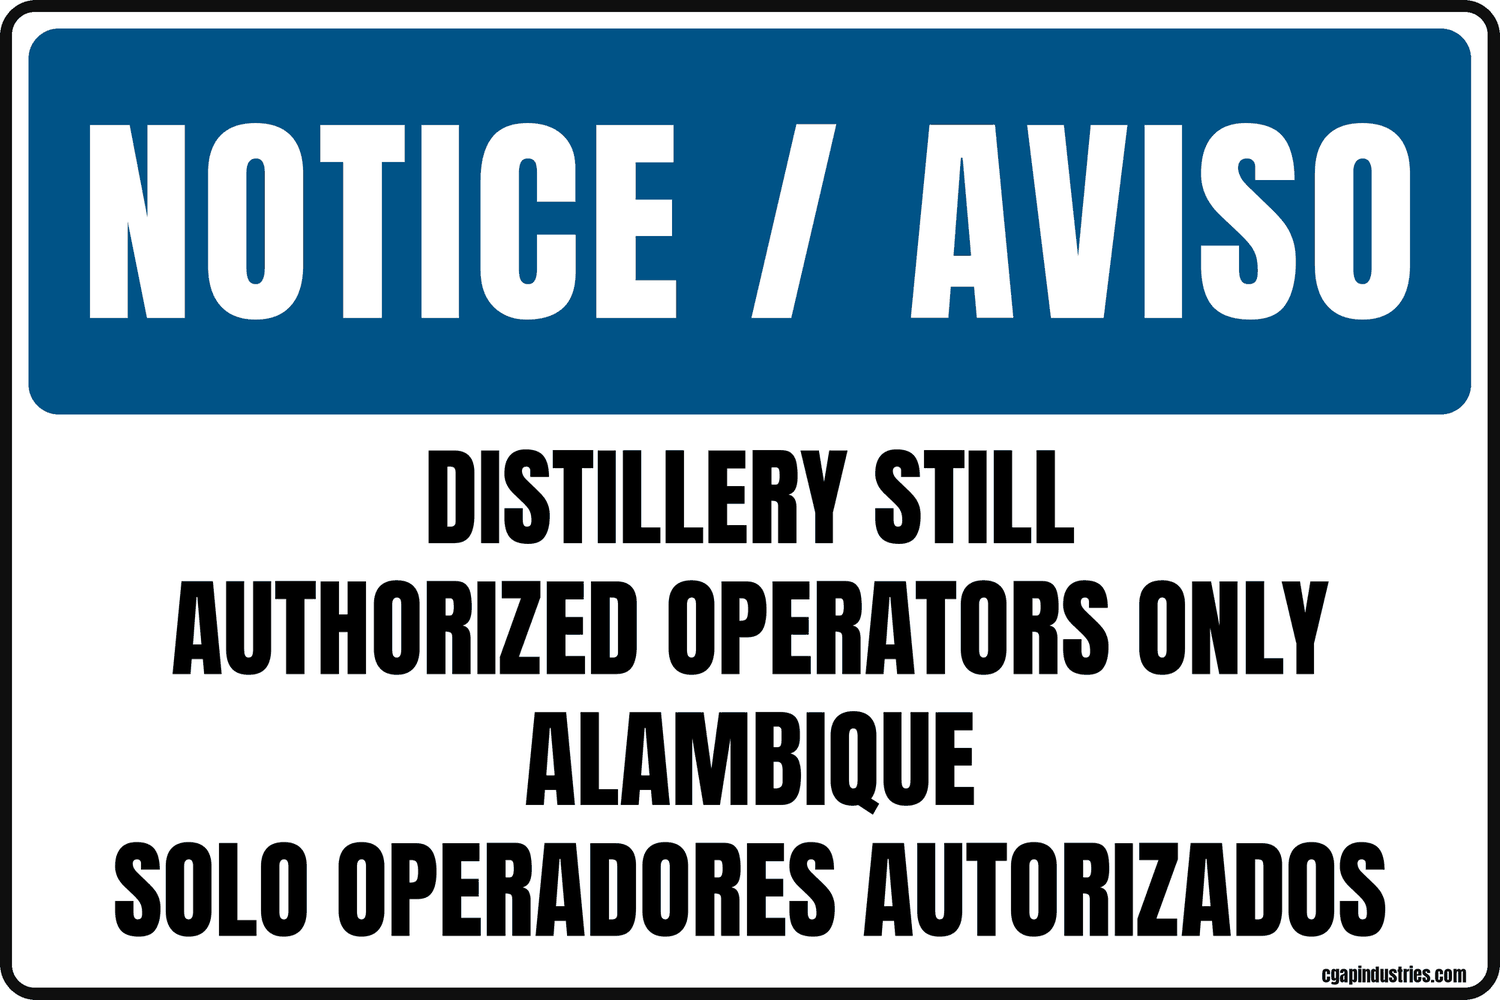 NOTICE / AVISO
DISTILLERY STILL
AUTHORIZED OPERATORS ONLY
ALAMBIQUE
SOLO OPERADORES AUTORIZADOS
cgapindustries.com